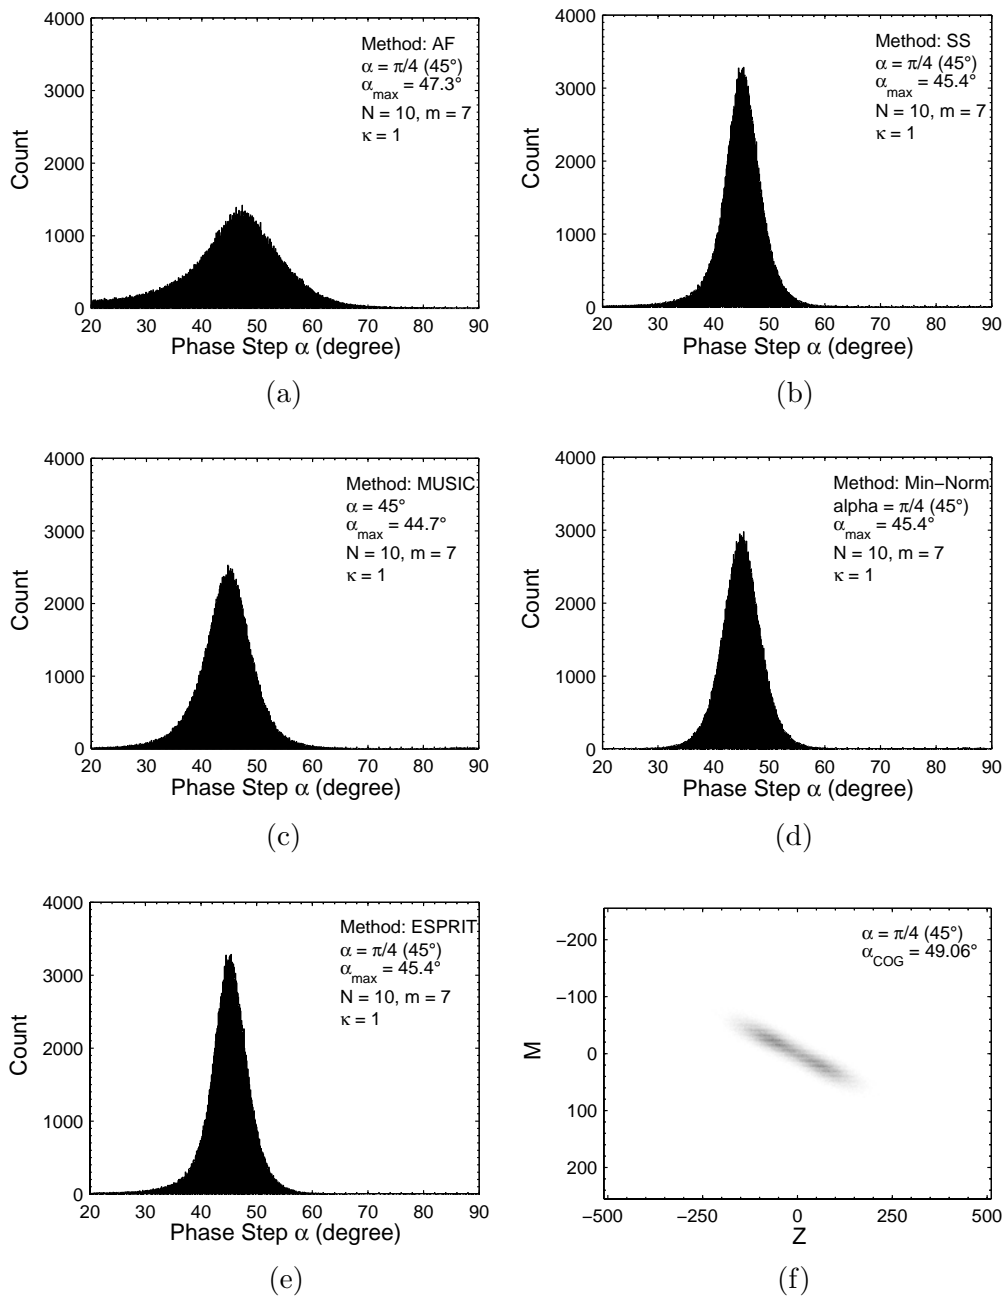 4000
3000
2000
1000
0
Count
20 30 40 50 60 70 80 90
Phase Step α (degree)
Method: AF
α = π/4 (45°)
αmax = 47.3°
N = 10, m = 7
κ = 1
(a)
4000
3000
2000
1000
0
Count
20 30 40 50 60 70 80 90
Phase Step α (degree)
Method: SS
α = π/4 (45°)
αmax = 45.4°
N = 10, m = 7
κ = 1
(b)
4000
3000
2000
1000
0
Count
20 30 40 50 60 70 80 90
Phase Step α (degree)
Method: MUSIC
α = 45°
αmax = 44.7°
N = 10, m = 7
κ = 1
(c)
4000
3000
2000
1000
0
Count
20 30 40 50 60 70 80 90
Phase Step α (degree)
Method: Min−Norm
alpha = π/4 (45°)
αmax = 45.4°
N = 10, m = 7
κ = 1
(d)
4000
3000
2000
1000
0
Count
20 30 40 50 60 70 80 90
Phase Step α (degree)
Method: ESPRIT
α = π/4 (45°)
αmax = 45.4°
N = 10, m = 7
κ = 1
(e)
−200
−100
0
100
200
M
−500 −250 0 250 500
Z
α = π/4 (45°)
αCOG = 49.06°
(f)